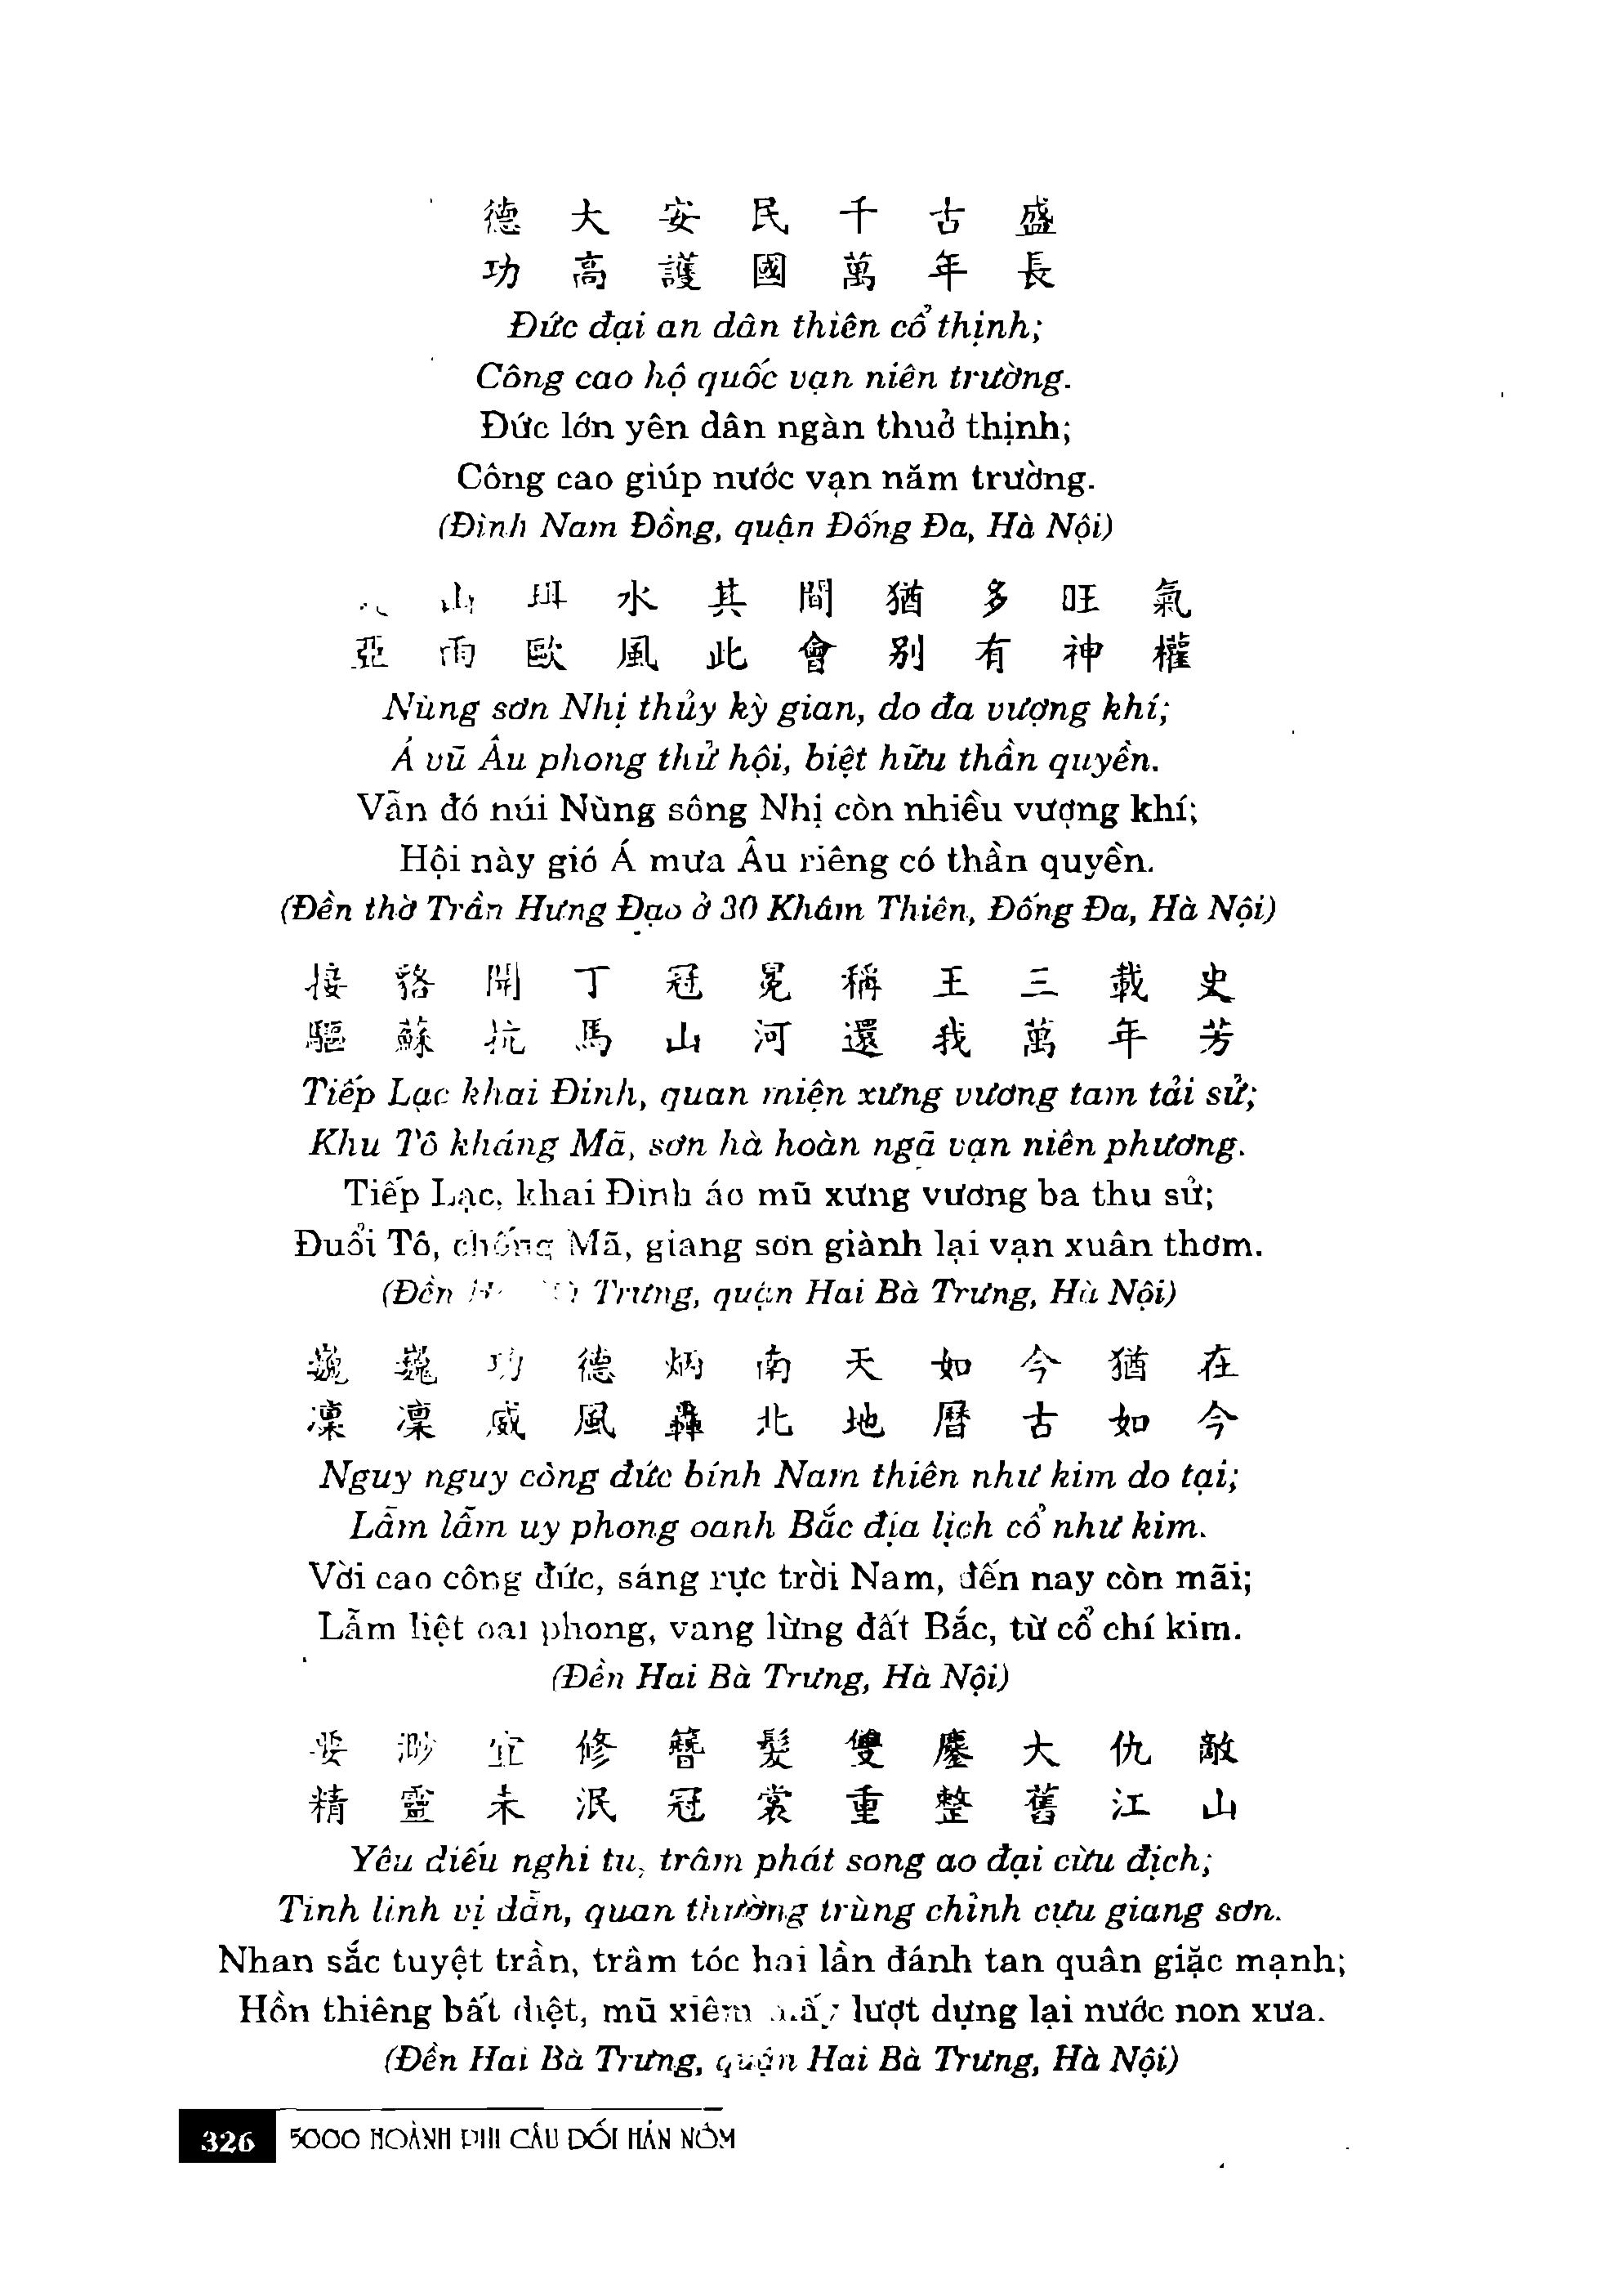 德大安民千古盛
功高護國萬年長
Đức đại an dân thiên cổ thịnh;
Công cao hộ quốc vạn niên trường.
Đức lớn yên dân ngàn thuở thịnh;
Công cao giúp nước vạn năm trường.
(Đình Nam Đồng, quận Đống Đa, Hà Nội)
山珥水其間猶多旺氣
亞雨歐風此會別有神權
Nùng sơn Nhị thủy kỳ gian, do đa vượng khí;
Á vũ Âu phong thử hội, biệt hữu thần quyền.
Vẫn đó núi Nùng sông Nhị còn nhiều vượng khí;
Hội này gió Á mưa Âu riêng có thần quyền.
(Đền thờ Trần Hưng Đạo ở 30 Khâm Thiên, Đống Đa, Hà Nội)
接貉開丁冠冕稱王三載史
驅蘇抗馬山河還我萬年芳
Tiếp Lạc khai Đinh, quan miện xưng vương tam tải sử;
Khu Tô kháng Mã, sơn hà hoàn ngã vạn niên phương.
Tiếp Lạc, khai Đinh áo mũ xưng vương ba thu sử;
Đuổi Tô, chống Mã, giang sơn giành lại vạn xuân thơm.
(Đền Trưng, quận Hai Bà Trưng, Hà Nội)
巍巍功德炳南天如今猶在
凜凜威風轟北地曆古如今
Nguy nguy công đức bính Nam thiên như kim do tại;
Lẫm lẫm uy phong oanh Bắc địa lịch cổ như kim.
Vời cao công đức, sáng rực trời Nam, đến nay còn mãi;
Lẫm liệt oai phong, vang lừng đất Bắc, từ cổ chí kim.
(Đền Hai Bà Trưng, Hà Nội)
要渺宜修簪髮雙鏖大仇敵
精靈未泯冠裳重整舊江山
Yêu diếu nghi tu, trâm phát song ao đại cừu địch;
Tinh linh vị dẫn, quan thường trùng chỉnh cựu giang sơn.
Nhan sắc tuyệt trần, trâm tóc hai lần đánh tan quân giặc mạnh;
Hồn thiêng bất diệt, mũ xiêm mấy lượt dựng lại nước non xưa.
(Đền Hai Bà Trưng, quận Hai Bà Trưng, Hà Nội)
326 5000 HOÀNH PHI CÂU ĐỐI HÁN NÔM